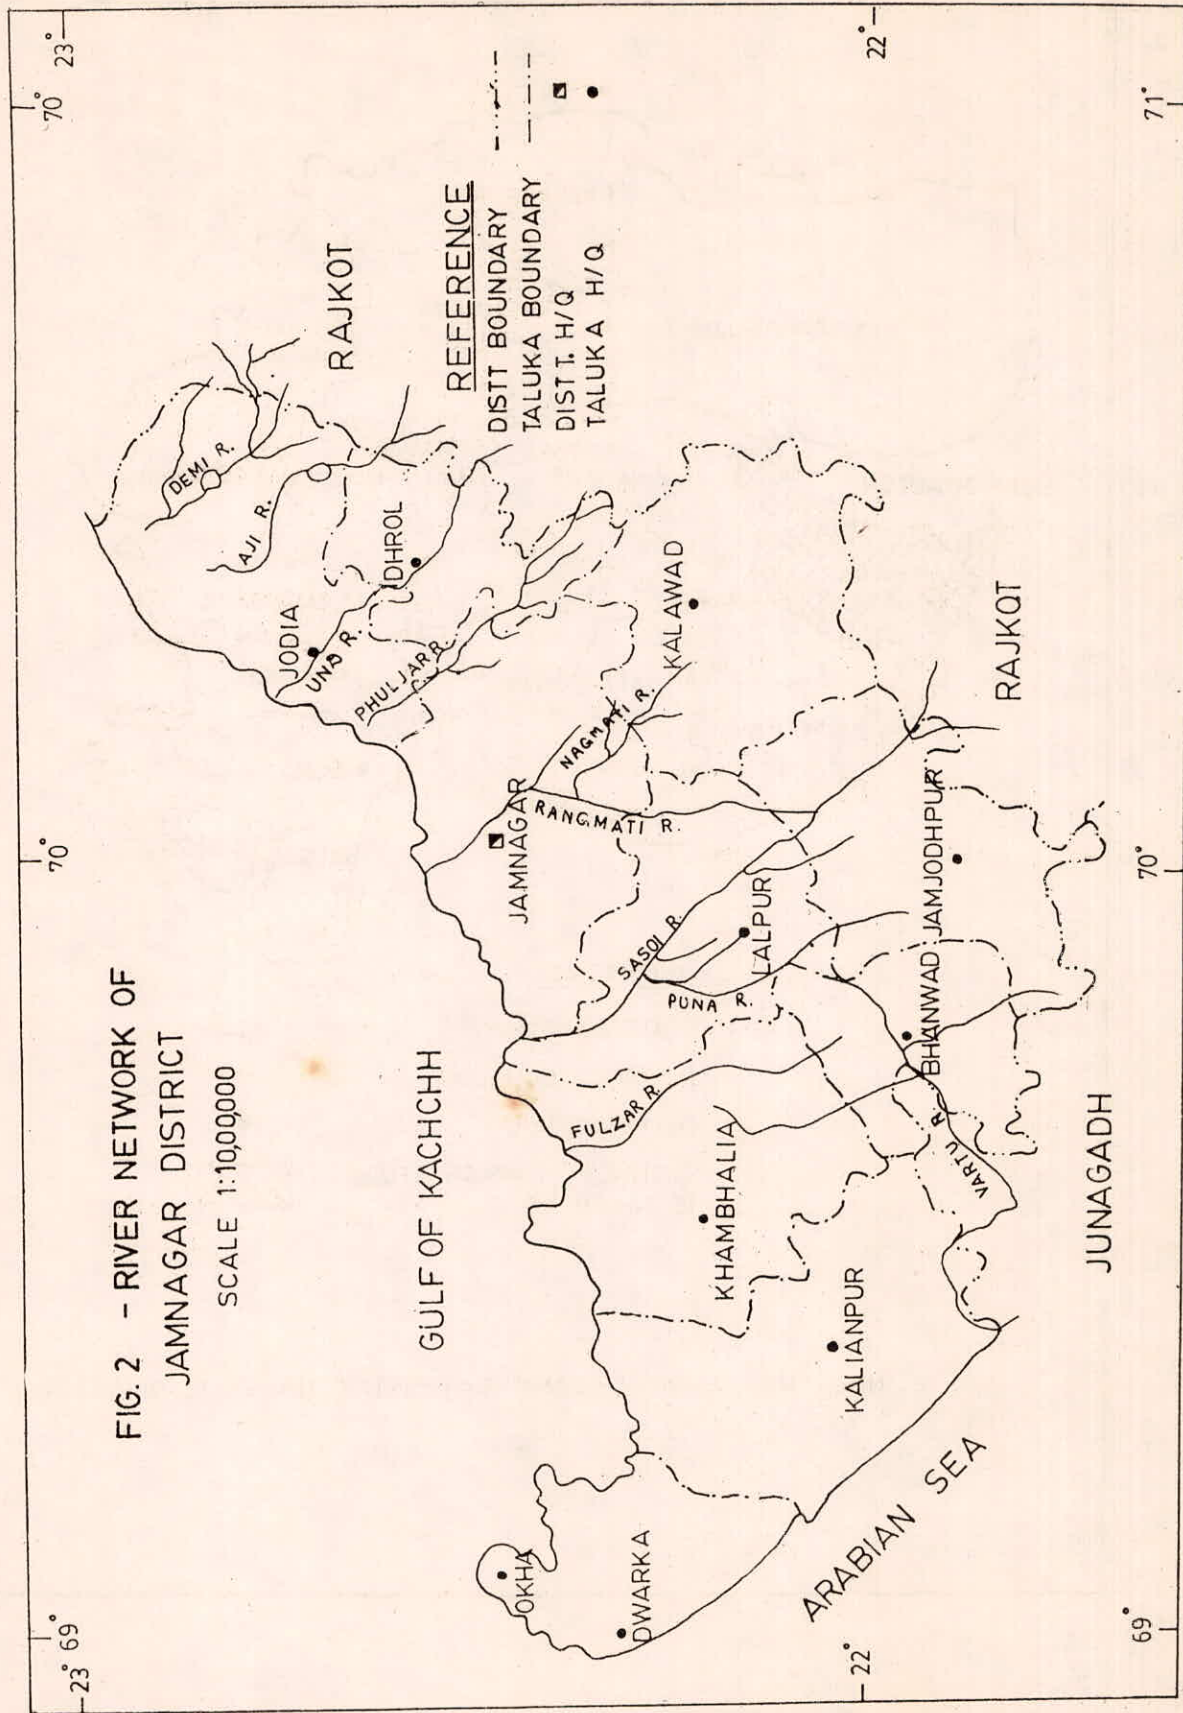 FIG. 2 - RIVER NETWORK OF
JAMNAGAR DISTRICT
SCALE 1:10,00,000
69°
70°
70°
23°
23°
GULF OF KACHCHH
OKHA
DWARKA
ARABIAN SEA
KALIANPUR
KHAMBHALIA
FULZAR R.
VARTU R.
BHANWAD
JAMJODHPUR
PUNA R.
SASOI R.
LALPUR
JAMNAGAR
RANGMATI R.
NAGMATI R.
KALAWAD
PHULJAR R.
UND R.
JODIA
DHROL
AJI R.
DEMI R.
RAJKOT
RAJKOT
JUNAGADH
REFERENCE
DISTT BOUNDARY
TALUKA BOUNDARY
DISTT. H/Q
TALUKA H/Q
22°
22°
69°
70°
71°